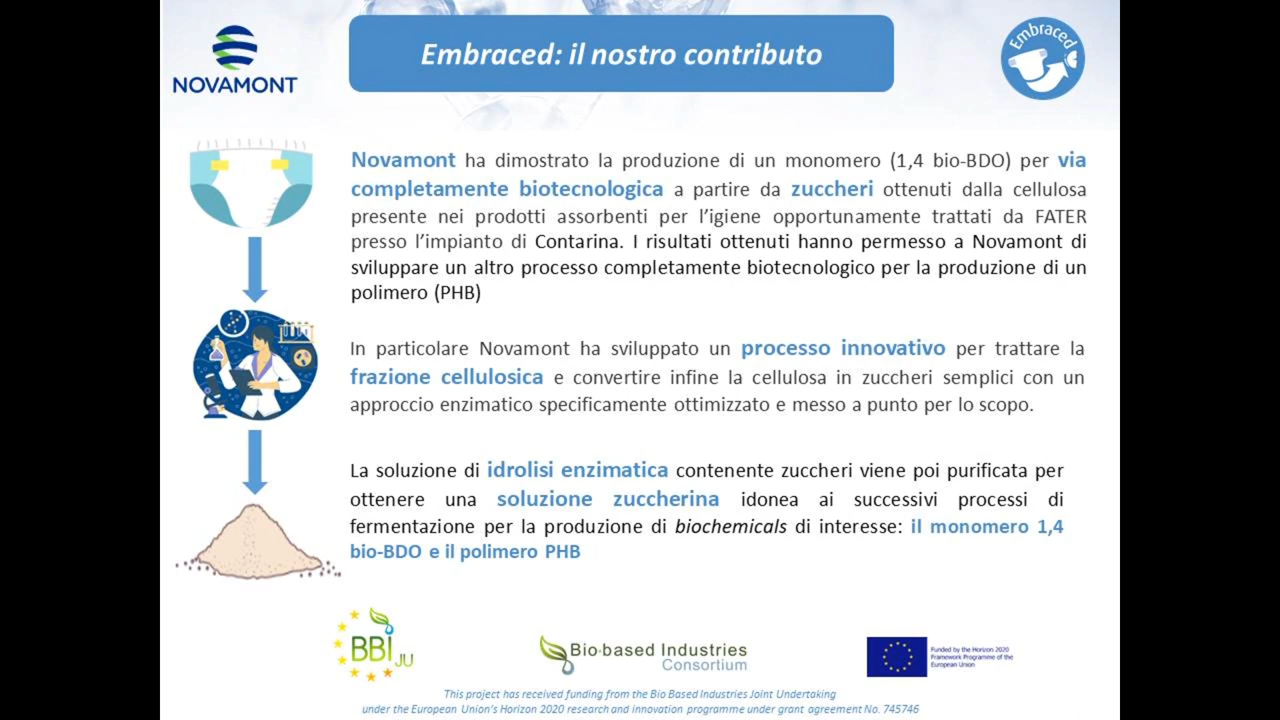 NOVAMONT
Embraced: il nostro contributo
Embraced
Novamont ha dimostrato la produzione di un monomero (1,4 bio-BDO) per via
completamente biotecnologica a partire da zuccheri ottenuti dalla cellulosa
presente nei prodotti assorbenti per l'igiene opportunamente trattati da FATER
presso l'impianto di Contarina. I risultati ottenuti hanno permesso a Novamont di
sviluppare un altro processo completamente biotecnologico per la produzione di un
polimero (PHB)
In particolare Novamont ha sviluppato un processo innovativo per trattare la
frazione cellulosica e convertire infine la cellulosa in zuccheri semplici con un
approccio enzimatico specificamente ottimizzato e messo a punto per lo scopo.
La soluzione di idrolisi enzimatica contenente zuccheri viene poi purificata per
ottenere una soluzione zuccherina idonea ai successivi processi di
fermentazione per la produzione di biochemicals di interesse: il monomero 1,4
bio-BDO e il polimero PHB
BBI JU
Bio-based Industries
Consortium
Funded by the Horizon 2020
Framework Programme of the
European Union
This project has received funding from the Bio Based Industries Joint Undertaking
under the European Union's Horizon 2020 research and innovation programme under grant agreement No. 745746